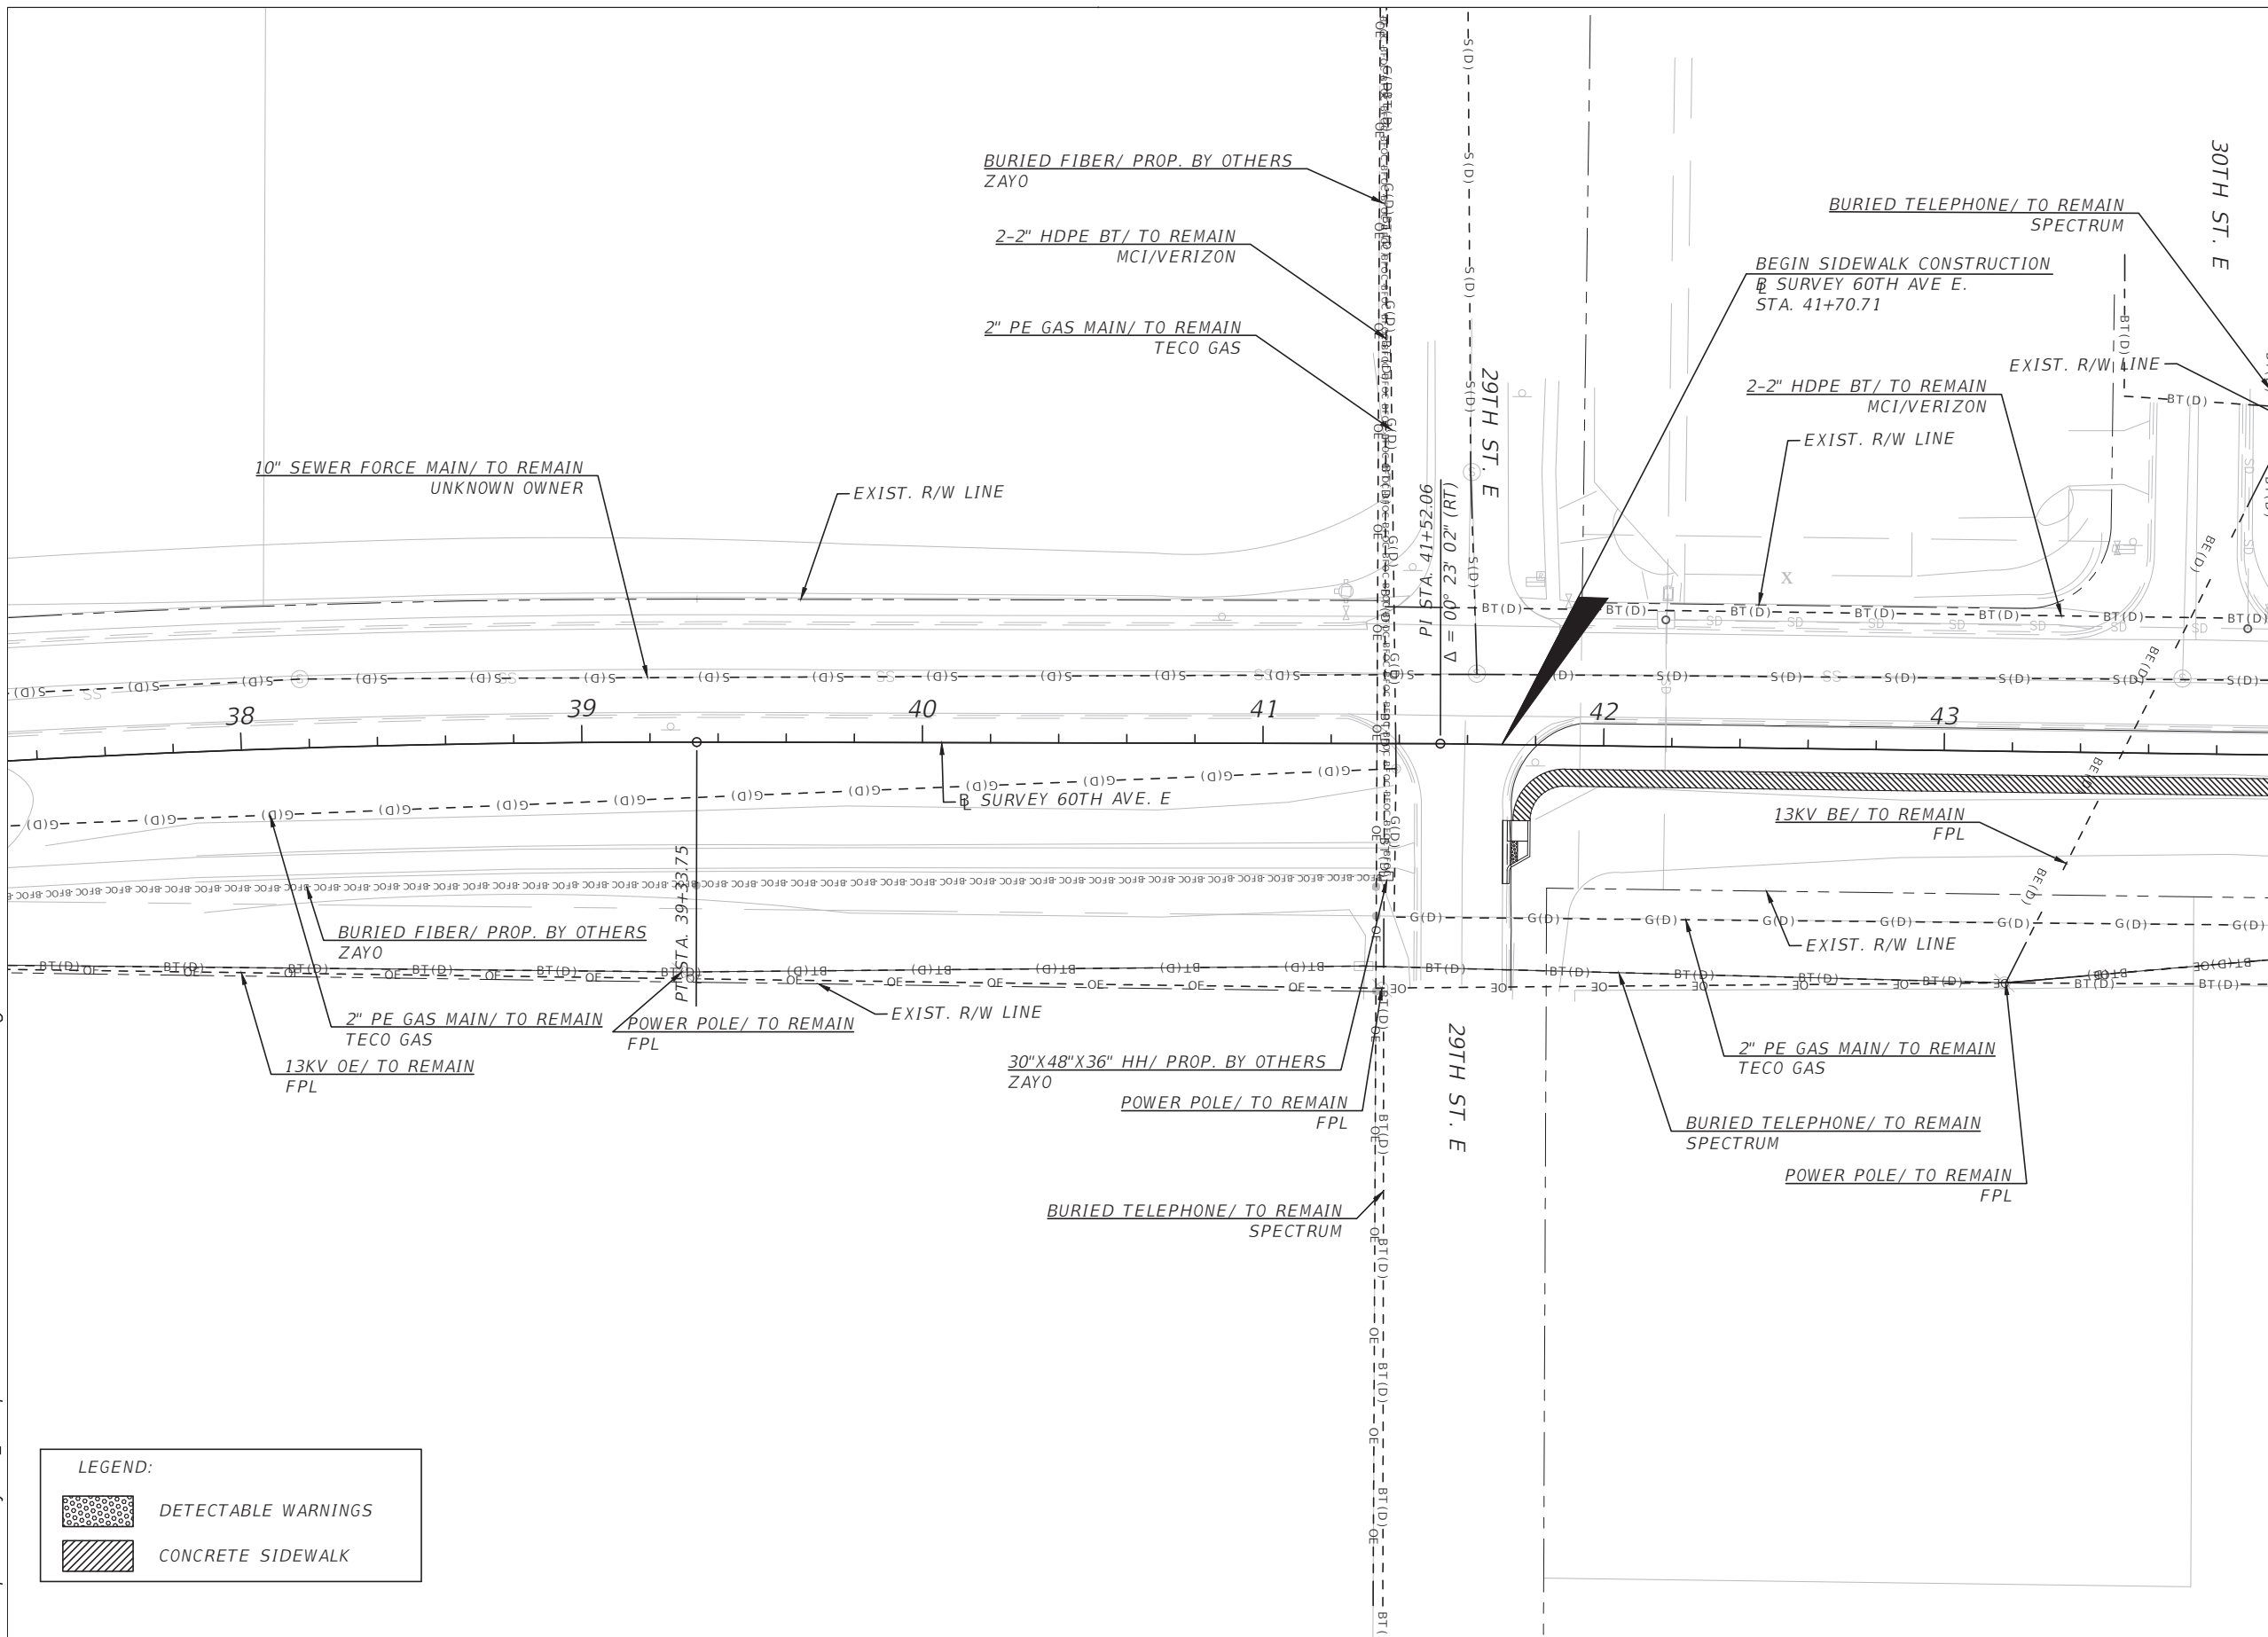 30TH ST. E
BURIED FIBER/ PROP. BY OTHERS
ZAYO
2-2" HDPE BT/ TO REMAIN
MCI/VERIZON
2" PE GAS MAIN/ TO REMAIN
TECO GAS
BURIED TELEPHONE/ TO REMAIN
SPECTRUM
BEGIN SIDEWALK CONSTRUCTION
BL SURVEY 60TH AVE E.
STA. 41+70.71
EXIST. R/W LINE
2-2" HDPE BT/ TO REMAIN
MCI/VERIZON
EXIST. R/W LINE
29TH ST. E
10" SEWER FORCE MAIN/ TO REMAIN
UNKNOWN OWNER
EXIST. R/W LINE
PI STA. 41+52.06
Δ = 00° 23' 02" (RT)
38
39
40
41
42
43
BL SURVEY 60TH AVE. E
PT STA. 39+33.75
13KV BE/ TO REMAIN
FPL
BURIED FIBER/ PROP. BY OTHERS
ZAYO
EXIST. R/W LINE
2" PE GAS MAIN/ TO REMAIN
TECO GAS
POWER POLE/ TO REMAIN
FPL
EXIST. R/W LINE
13KV OE/ TO REMAIN
FPL
30"X48"X36" HH/ PROP. BY OTHERS
ZAYO
POWER POLE/ TO REMAIN
FPL
29TH ST. E
2" PE GAS MAIN/ TO REMAIN
TECO GAS
BURIED TELEPHONE/ TO REMAIN
SPECTRUM
POWER POLE/ TO REMAIN
FPL
BURIED TELEPHONE/ TO REMAIN
SPECTRUM
LEGEND:
DETECTABLE WARNINGS
CONCRETE SIDEWALK